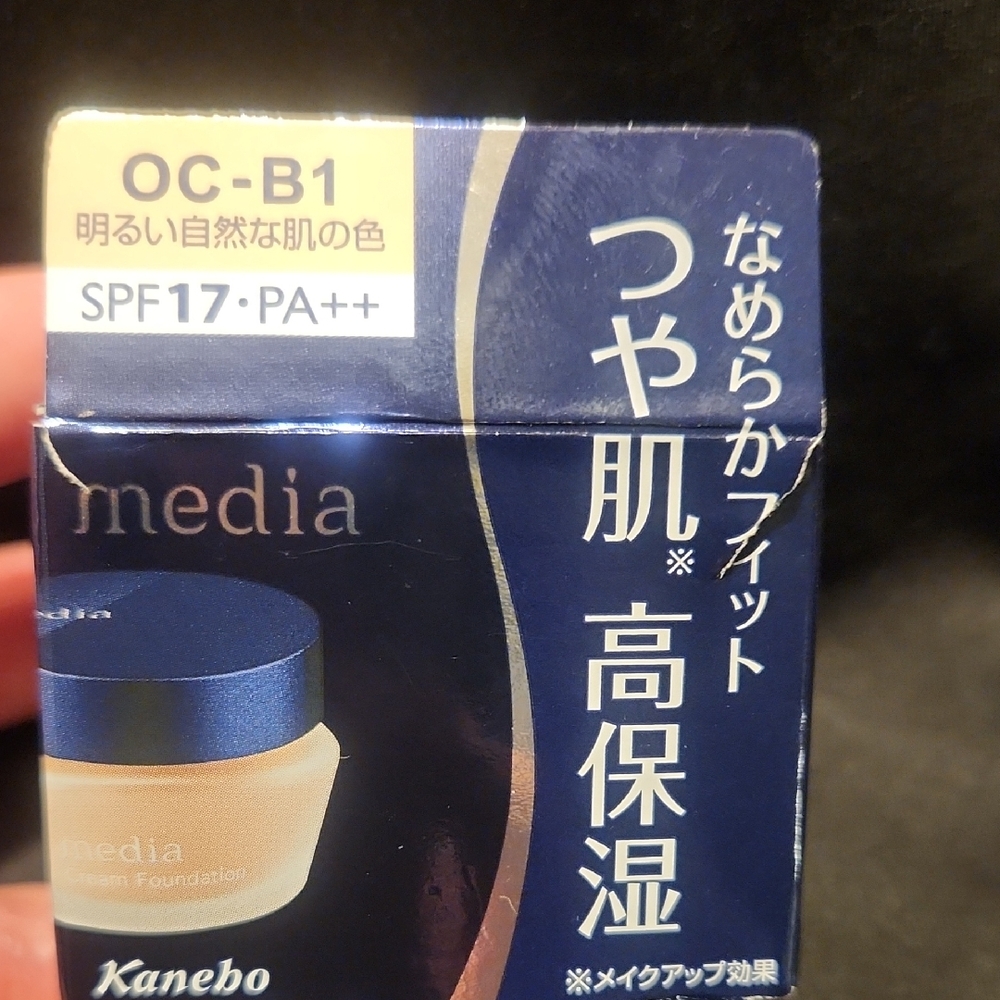 OC-B1
明るい自然な肌の色
SPF17・PA++
なめらかフィット
つや肌※ 高保湿
media
media
media
Cream Foundation
Kanebo
※メイクアップ効果